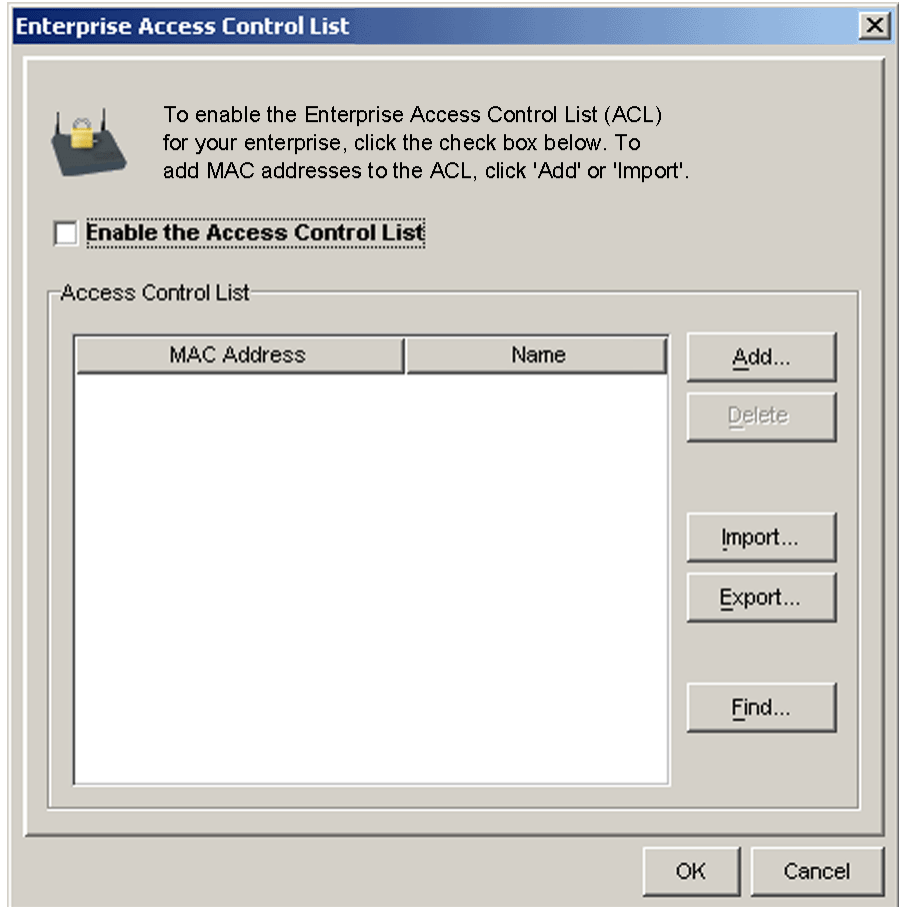 Enterprise Access Control List
To enable the Enterprise Access Control List (ACL)
for your enterprise, click the check box below. To
add MAC addresses to the ACL, click 'Add' or 'Import'.
Enable the Access Control List
Access Control List
MAC Address Name
Add...
Delete
Import...
Export...
Find...
OK Cancel